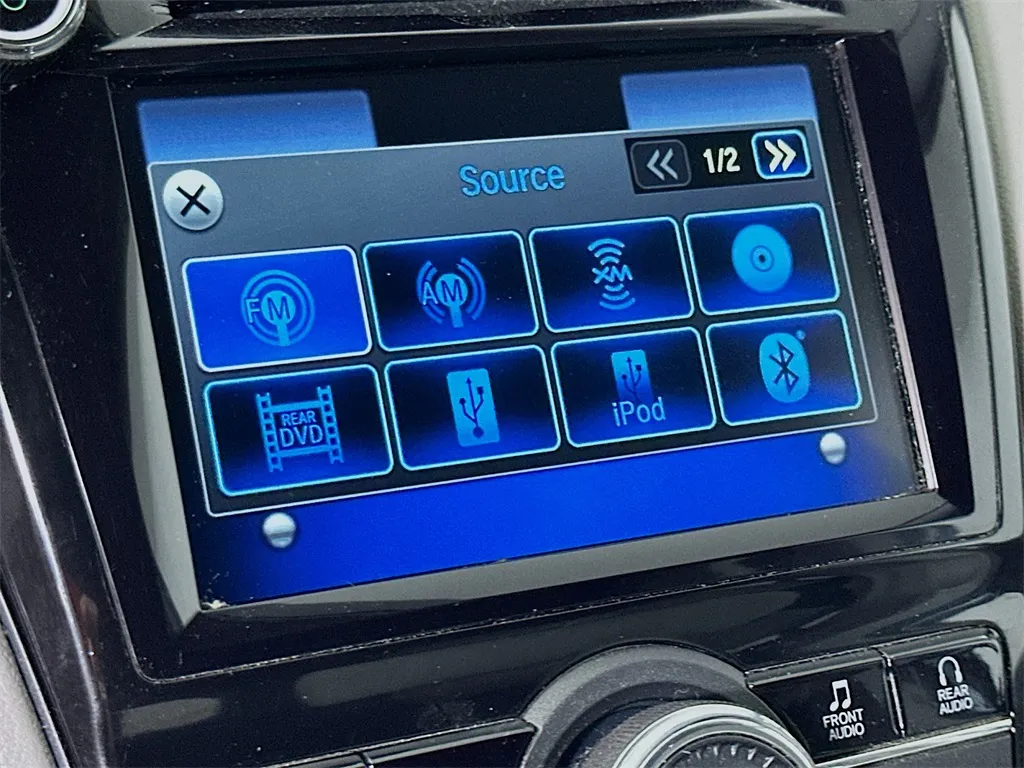 Source
1/2
FM
AM
XM
REAR
DVD
iPod
FRONT
AUDIO
REAR
AUDIO